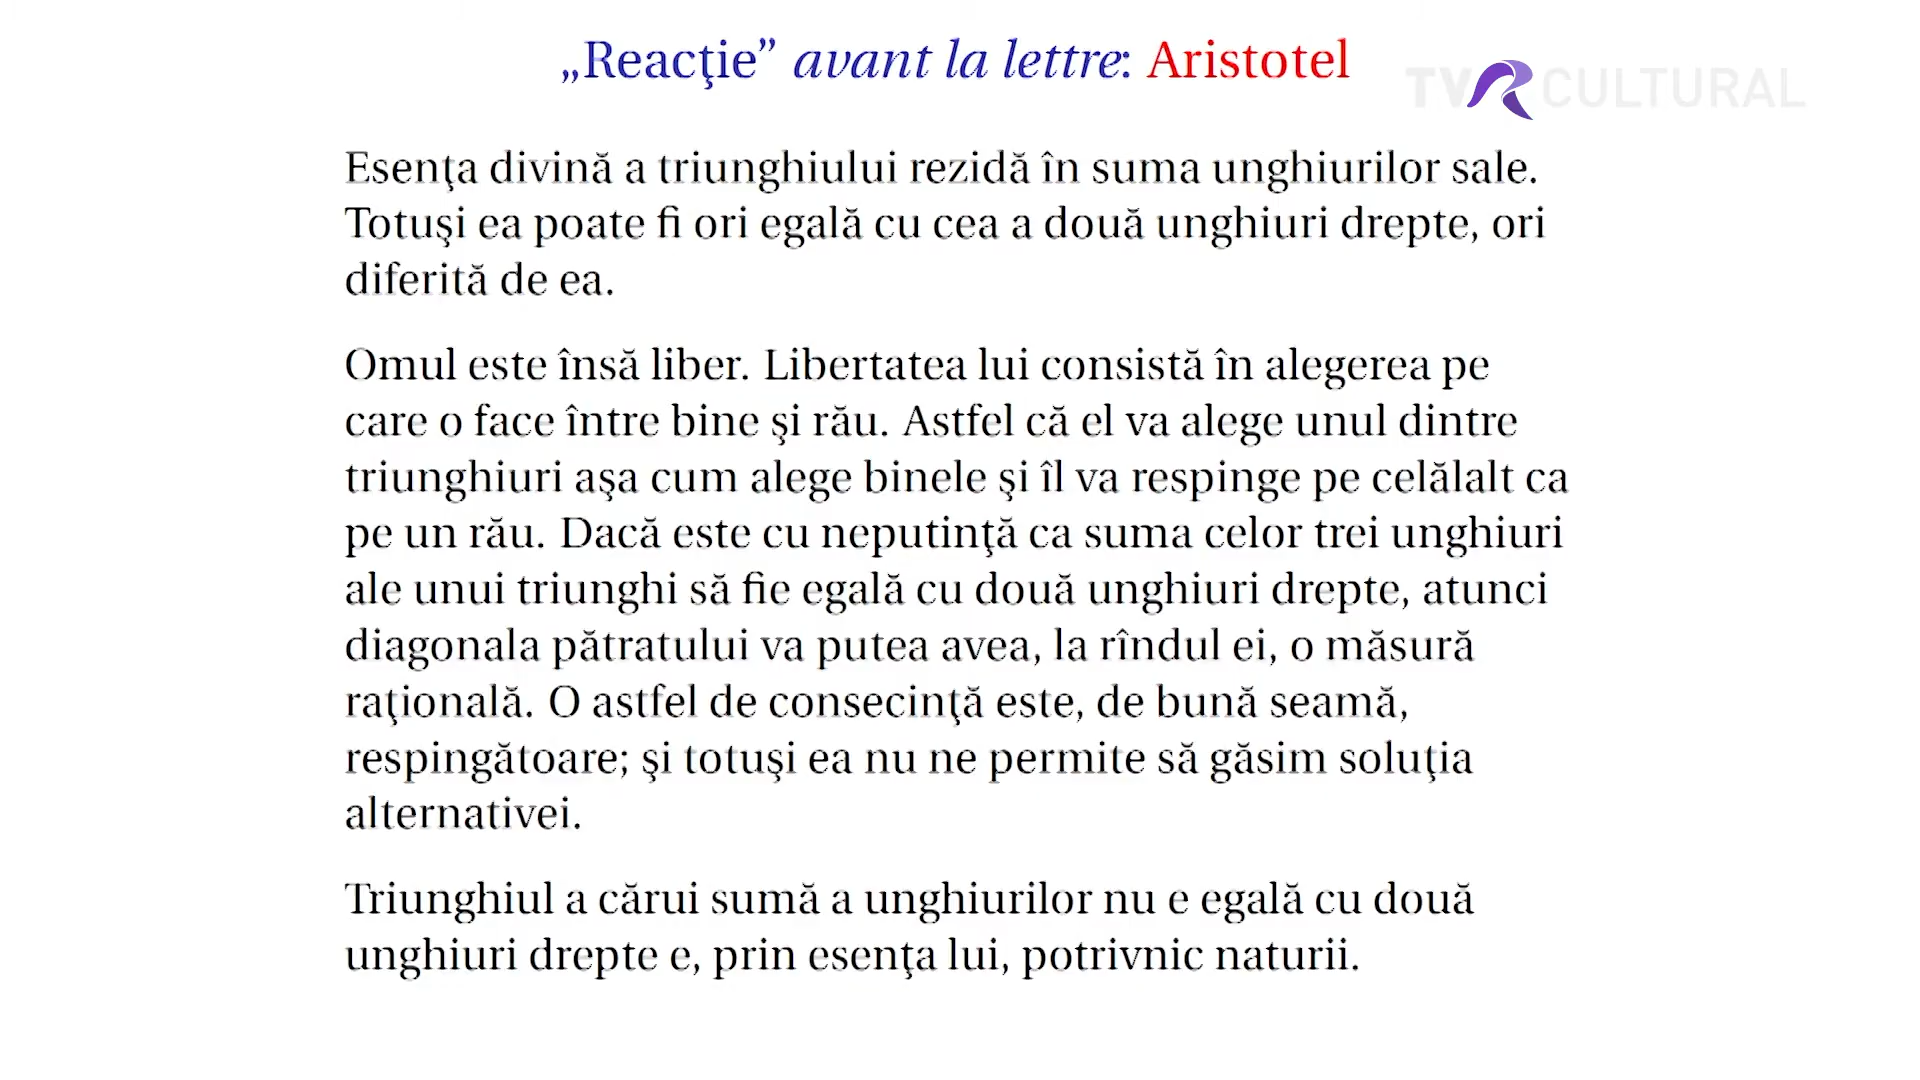 „Reacţie” avant la lettre: Aristotel
TVR CULTURAL
Esenţa divină a triunghiului rezidă în suma unghiurilor sale.
Totuşi ea poate fi ori egală cu cea a două unghiuri drepte, ori
diferită de ea.
Omul este însă liber. Libertatea lui consistă în alegerea pe
care o face între bine şi rău. Astfel că el va alege unul dintre
triunghiuri aşa cum alege binele şi îl va respinge pe celălalt ca
pe un rău. Dacă este cu neputinţă ca suma celor trei unghiuri
ale unui triunghi să fie egală cu două unghiuri drepte, atunci
diagonala pătratului va putea avea, la rîndul ei, o măsură
raţională. O astfel de consecinţă este, de bună seamă,
respingătoare; şi totuşi ea nu ne permite să găsim soluţia
alternativei.
Triunghiul a cărui sumă a unghiurilor nu e egală cu două
unghiuri drepte e, prin esenţa lui, potrivnic naturii.